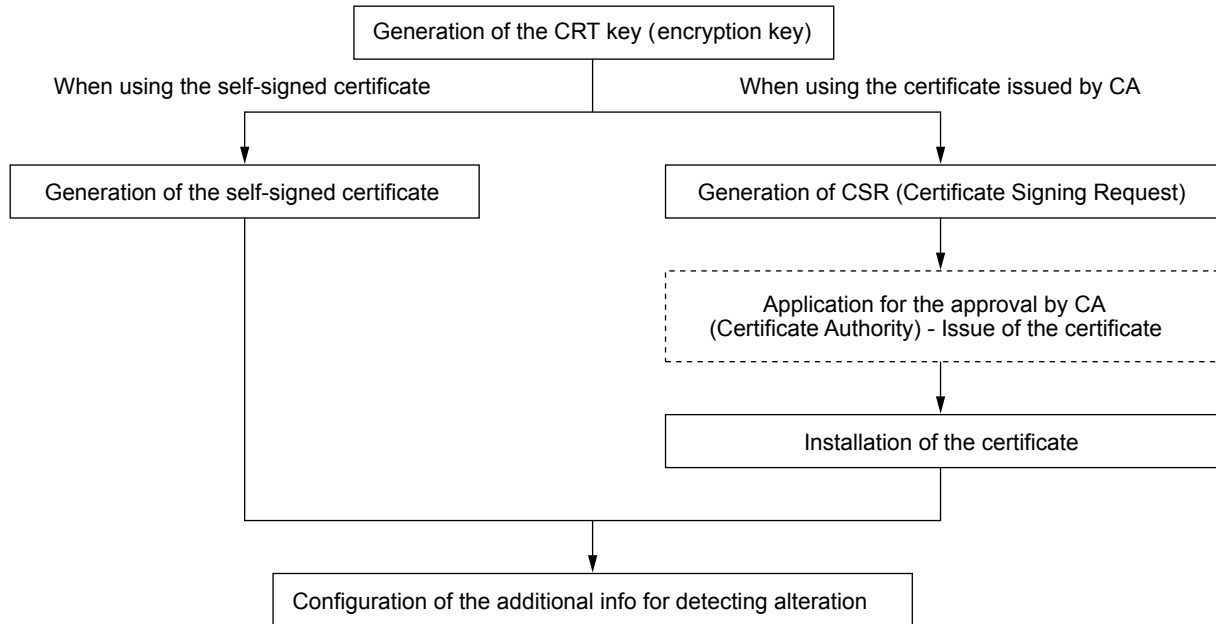 Generation of the CRT key (encryption key)
When using the self-signed certificate
When using the certificate issued by CA
Generation of the self-signed certificate
Generation of CSR (Certificate Signing Request)
Application for the approval by CA
(Certificate Authority) - Issue of the certificate
Installation of the certificate
Configuration of the additional info for detecting alteration